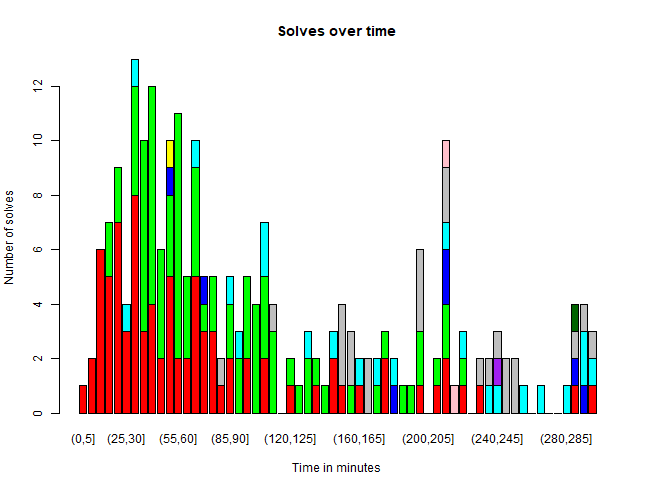 Solves over time
Number of solves
12
10
8
6
4
2
0
(0,5] (25,30] (55,60] (85,90] (120,125] (160,165] (200,205] (240,245] (280,285]
Time in minutes